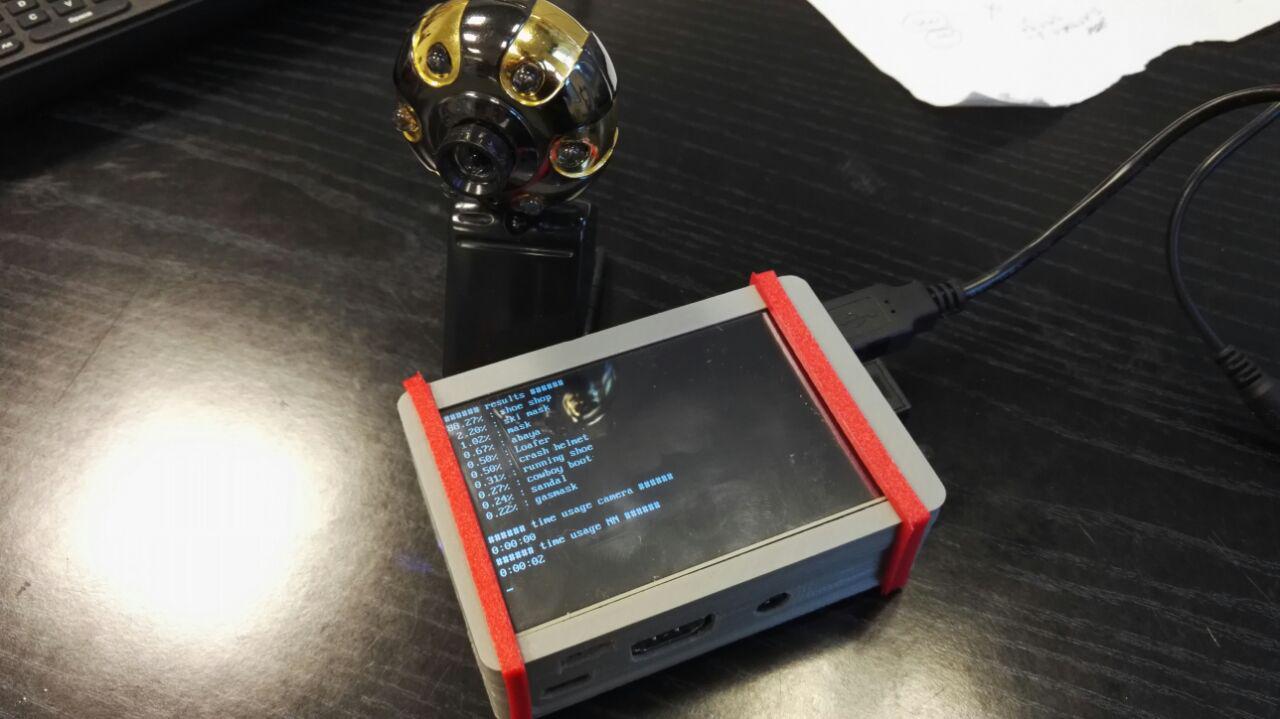 ###### results ######
80.27% : shoe shop
2.20% : ski mask
1.02% : mask
0.67% : abaya
0.50% : Loafer
0.50% : crash helmet
0.31% : running shoe
0.27% : cowboy boot
0.24% : sandal
0.22% : gasmask
###### time usage camera ######
0:00:00
###### time usage NN ######
0:00:02